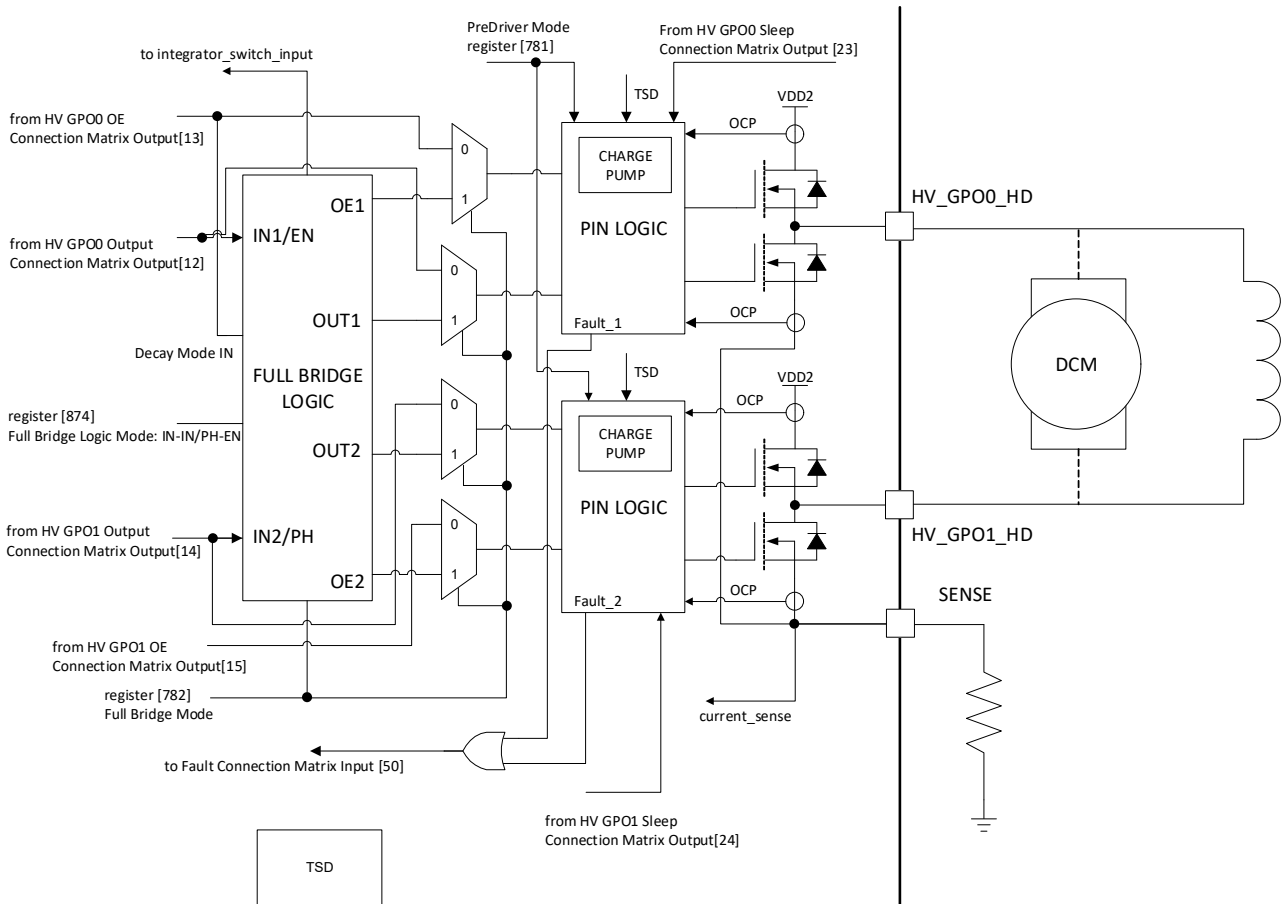 PreDriver Mode
register [781]
From HV GPO0 Sleep
Connection Matrix Output [23]
to integrator_switch_input
TSD
VDD2
from HV GPO0 OE
Connection Matrix Output[13]
OCP
0
CHARGE
PUMP
1
OE1
HV_GPO0_HD
PIN LOGIC
from HV GPO0 Output
Connection Matrix Output[12]
IN1/EN
0
OUT1
1
OCP
Fault_1
Decay Mode IN
DCM
FULL BRIDGE
LOGIC
TSD
VDD2
register [874]
Full Bridge Logic Mode: IN-IN/PH-EN
0
OCP
CHARGE
PUMP
OUT2
1
PIN LOGIC
from HV GPO1 Output
Connection Matrix Output[14]
IN2/PH
0
HV_GPO1_HD
1
OE2
OCP
Fault_2
SENSE
from HV GPO1 OE
Connection Matrix Output[15]
register [782]
Full Bridge Mode
current_sense
to Fault Connection Matrix Input [50]
from HV GPO1 Sleep
Connection Matrix Output[24]
TSD